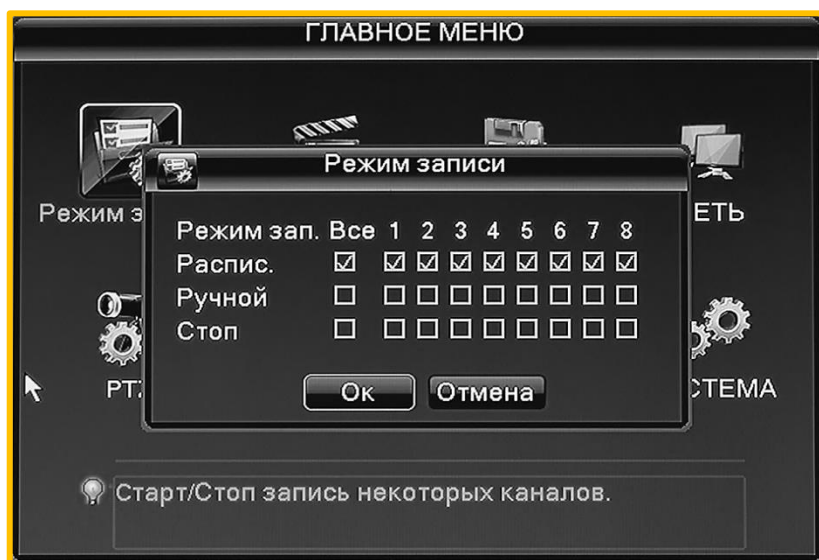 ГЛАВНОЕ МЕНЮ
Режим записи
Режим з
ЕТЬ
Режим зап. Все 1 2 3 4 5 6 7 8
Распис.
Ручной
Стоп
PT
СТЕМА
Ок Отмена
Старт/Стоп запись некоторых каналов.